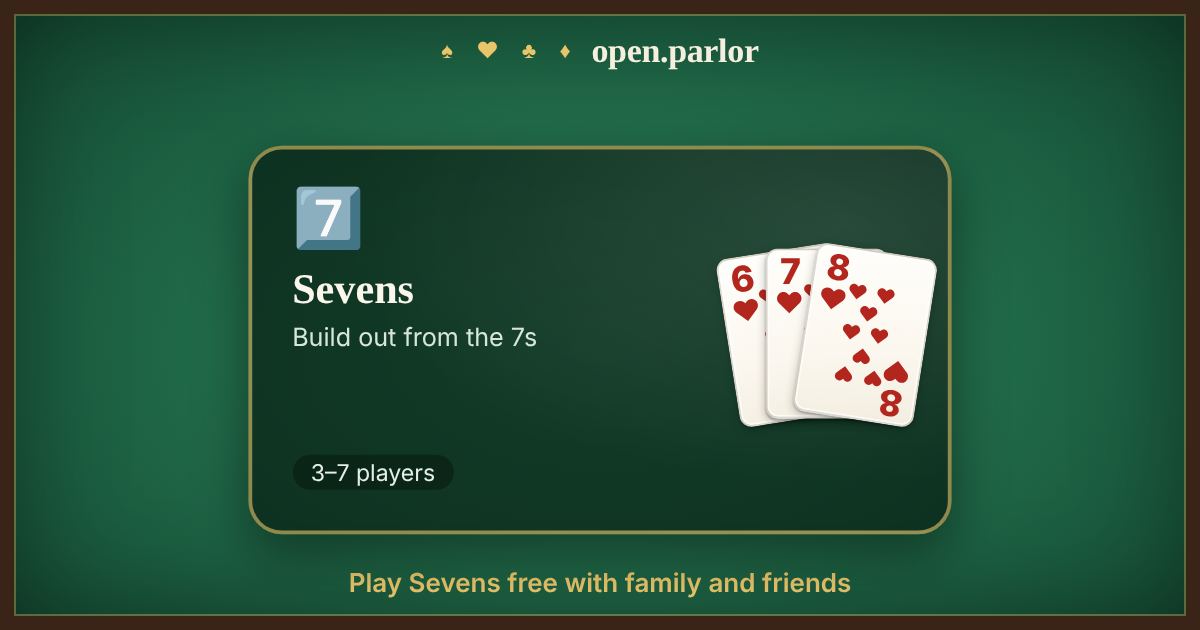 ♠ ♥ ♣ ♦ open.parlor
7
Sevens
Build out from the 7s
6 7 8
8
3–7 players
Play Sevens free with family and friends